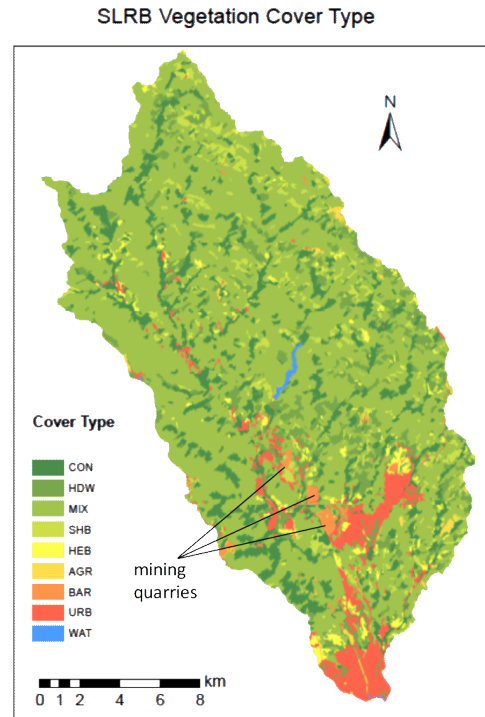 SLRB Vegetation Cover Type
N
Cover Type
CON
HDW
MIX
SHB
HEB
AGR
BAR
URB
WAT
mining
quarries
km
0 1 2 4 6 8